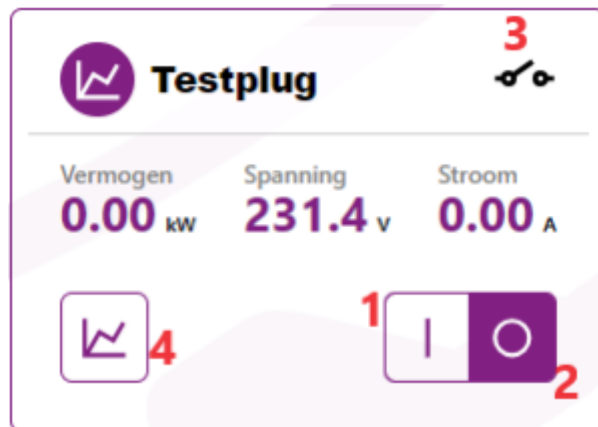 3
Testplug
Vermogen Spanning Stroom
0.00 kW 231.4 V 0.00 A
4 1 2